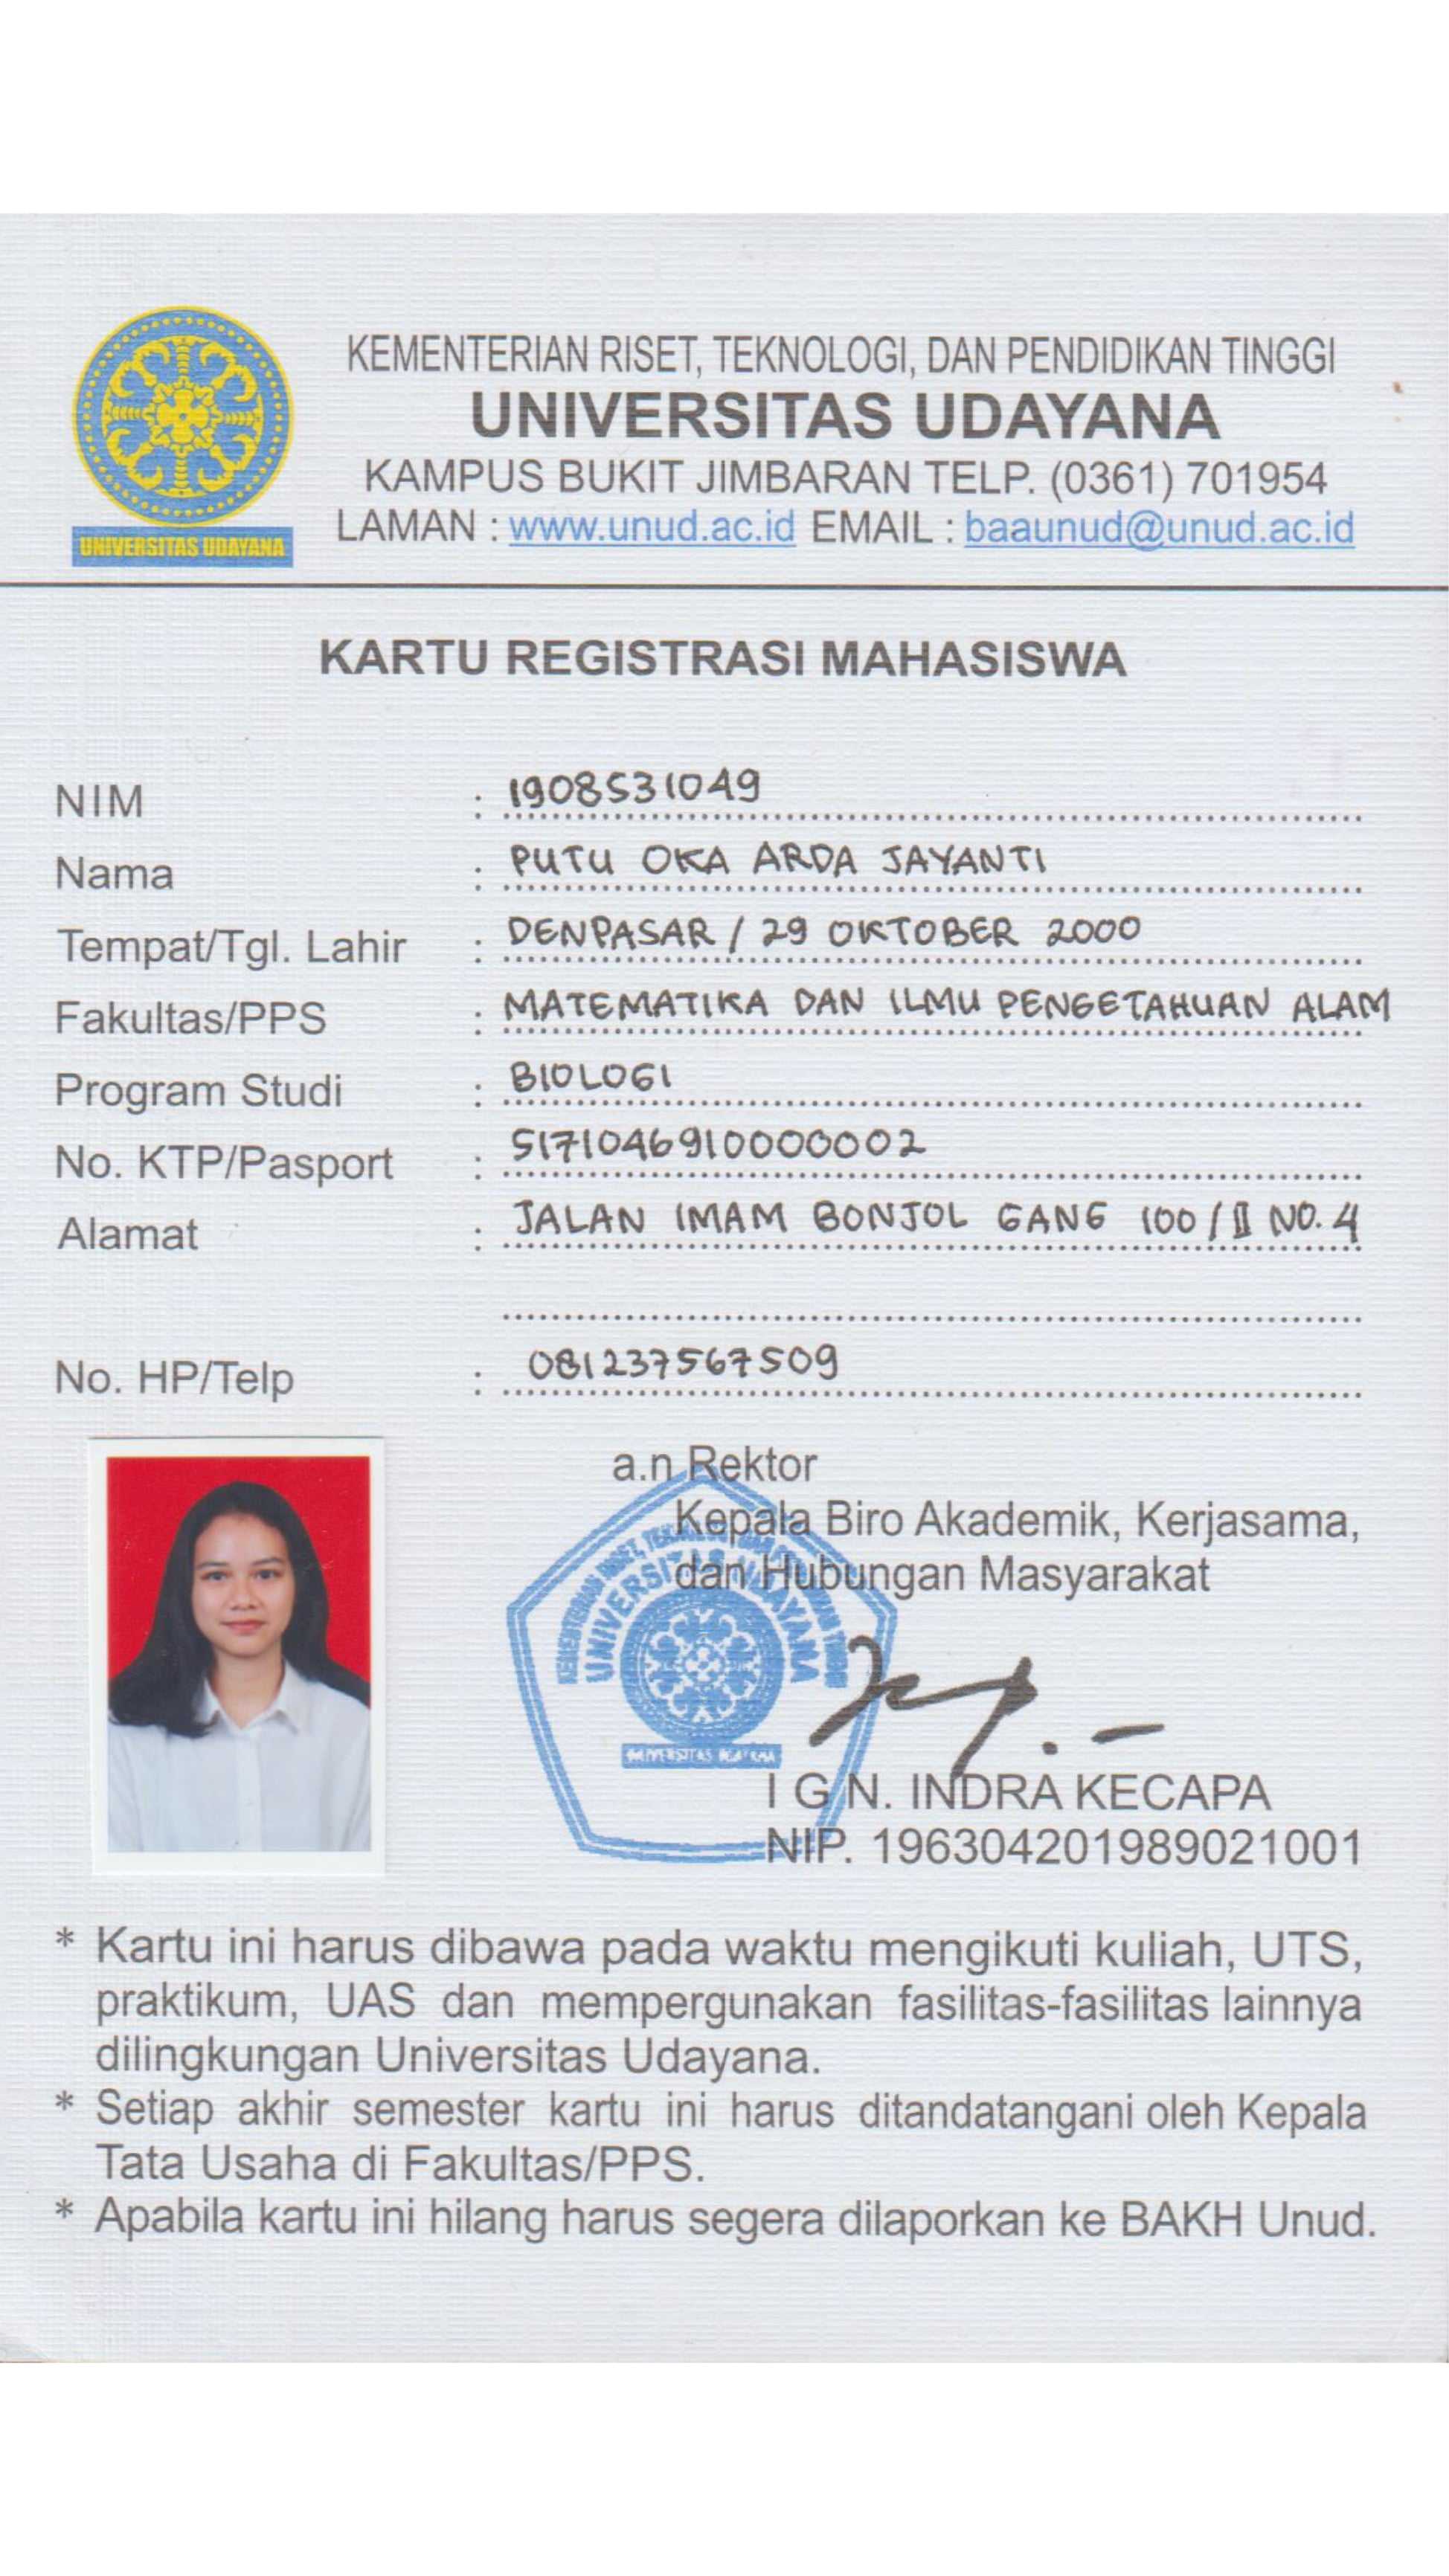 UNIVERSITAS UDAYANA
KEMENTERIAN RISET, TEKNOLOGI, DAN PENDIDIKAN TINGGI
UNIVERSITAS UDAYANA
KAMPUS BUKIT JIMBARAN TELP. (0361) 701954
LAMAN : www.unud.ac.id EMAIL : baaunud@unud.ac.id
KARTU REGISTRASI MAHASISWA
NIM : 1908531049
Nama : PUTU OKA ARDA JAYANTI
Tempat/Tgl. Lahir : DENPASAR / 29 OKTOBER 2000
Fakultas/PPS : MATEMATIKA DAN ILMU PENGETAHUAN ALAM
Program Studi : BIOLOGI
No. KTP/Pasport : 5171046910000002
Alamat : JALAN IMAM BONJOL GANG 100 / II NO. 4
No. HP/Telp : 081237567509
a.n Rektor
Kepala Biro Akademik, Kerjasama,
dan Hubungan Masyarakat
UNIVERSITAS UDAYANA
UNIVERSITAS UDAYANA
I G N. INDRA KECAPA
NIP. 196304201989021001
* Kartu ini harus dibawa pada waktu mengikuti kuliah, UTS,
praktikum, UAS dan mempergunakan fasilitas-fasilitas lainnya
dilingkungan Universitas Udayana.
* Setiap akhir semester kartu ini harus ditandatangani oleh Kepala
Tata Usaha di Fakultas/PPS.
* Apabila kartu ini hilang harus segera dilaporkan ke BAKH Unud.